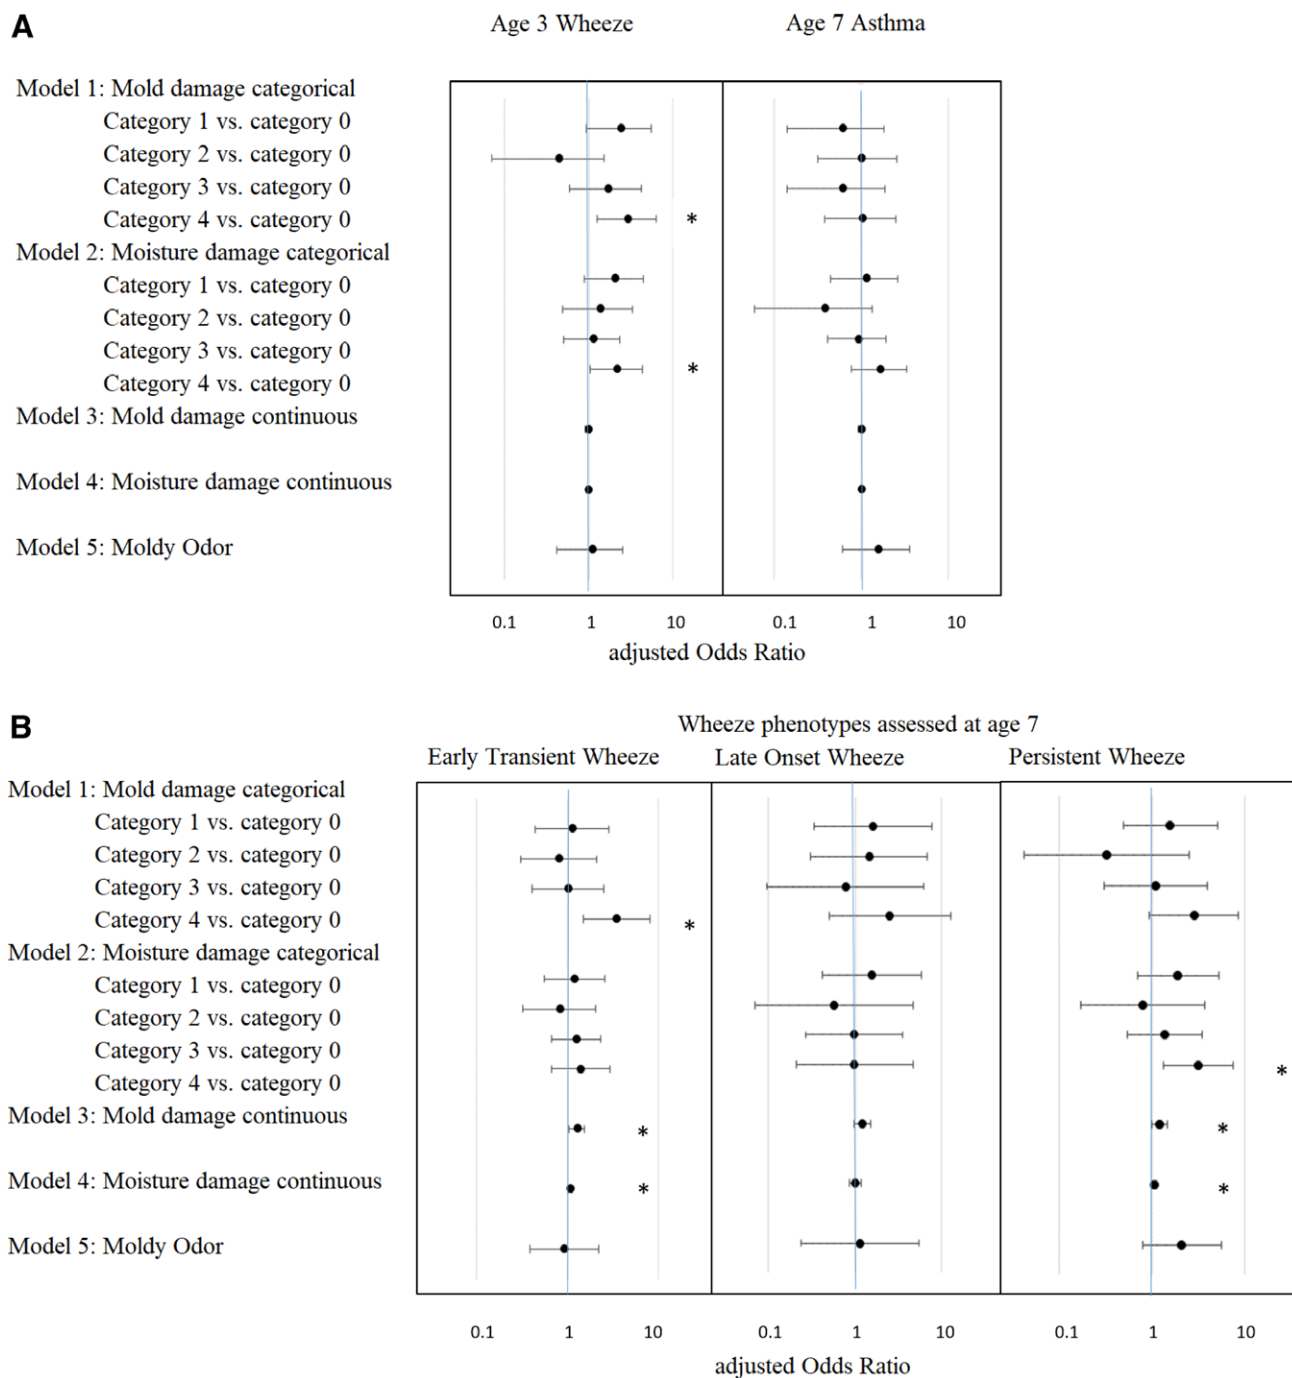 A
Age 3 Wheeze Age 7 Asthma
Model 1: Mold damage categorical
Category 1 vs. category 0
Category 2 vs. category 0
Category 3 vs. category 0
Category 4 vs. category 0 *
Model 2: Moisture damage categorical
Category 1 vs. category 0
Category 2 vs. category 0
Category 3 vs. category 0
Category 4 vs. category 0 *
Model 3: Mold damage continuous
Model 4: Moisture damage continuous
Model 5: Moldy Odor
0.1 1 10 0.1 1 10
adjusted Odds Ratio
B
Wheeze phenotypes assessed at age 7
Early Transient Wheeze Late Onset Wheeze Persistent Wheeze
Model 1: Mold damage categorical
Category 1 vs. category 0
Category 2 vs. category 0
Category 3 vs. category 0
Category 4 vs. category 0 *
Model 2: Moisture damage categorical
Category 1 vs. category 0
Category 2 vs. category 0
Category 3 vs. category 0
Category 4 vs. category 0 *
Model 3: Mold damage continuous * *
Model 4: Moisture damage continuous * *
Model 5: Moldy Odor
0.1 1 10 0.1 1 10 0.1 1 10
adjusted Odds Ratio